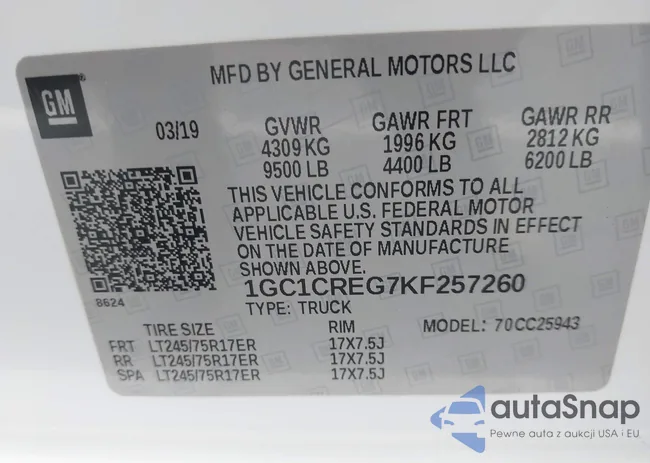 GM
MFD BY GENERAL MOTORS LLC
03/19 GVWR GAWR FRT GAWR RR
4309 KG 1996 KG 2812 KG
9500 LB 4400 LB 6200 LB
THIS VEHICLE CONFORMS TO ALL
APPLICABLE U.S. FEDERAL MOTOR
VEHICLE SAFETY STANDARDS IN EFFECT
ON THE DATE OF MANUFACTURE
SHOWN ABOVE.
8624
1GC1CREG7KF257260
TYPE: TRUCK
TIRE SIZE RIM MODEL: 70CC25943
FRT LT245/75R17ER 17X7.5J
RR LT245/75R17ER 17X7.5J
SPA LT245/75R17ER 17X7.5J
autaSnap
Pewne auta z aukcji USA i EU